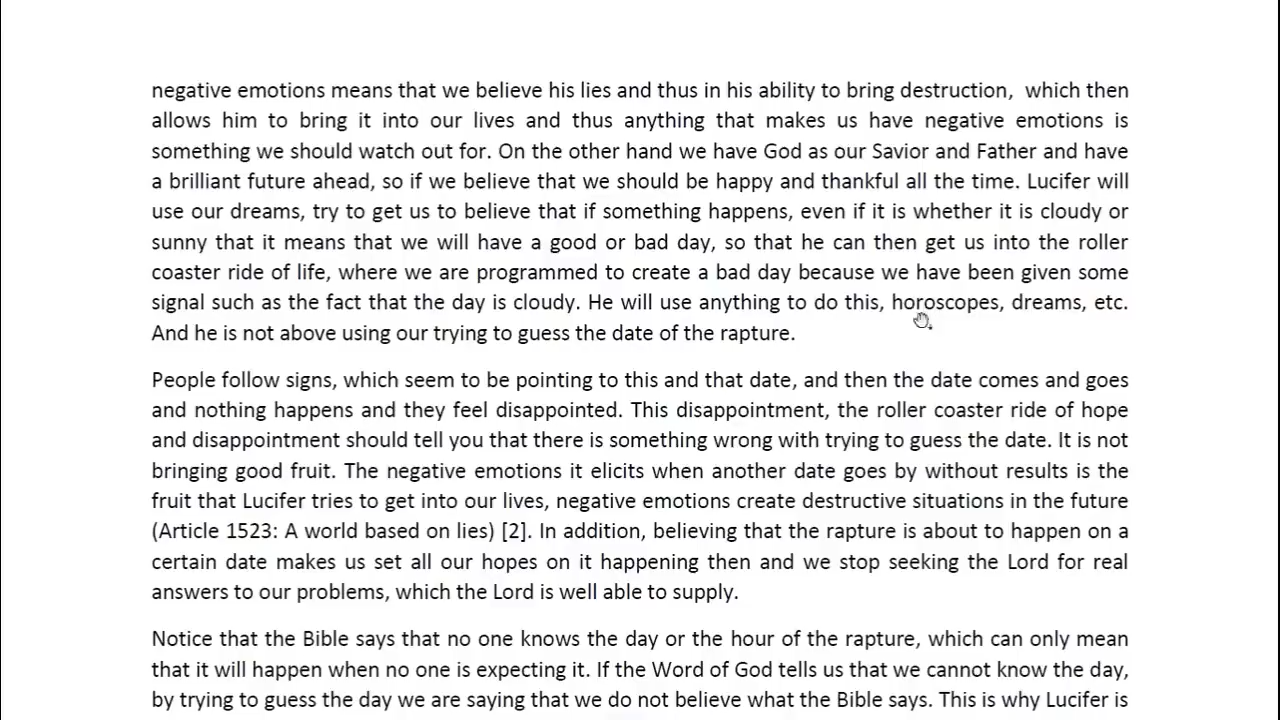 negative emotions means that we believe his lies and thus in his ability to bring destruction,  which then
allows him to bring it into our lives and thus anything that makes us have negative emotions is
something we should watch out for. On the other hand we have God as our Savior and Father and have
a brilliant future ahead, so if we believe that we should be happy and thankful all the time. Lucifer will
use our dreams, try to get us to believe that if something happens, even if it is whether it is cloudy or
sunny that it means that we will have a good or bad day, so that he can then get us into the roller
coaster ride of life, where we are programmed to create a bad day because we have been given some
signal such as the fact that the day is cloudy. He will use anything to do this, horoscopes, dreams, etc.
And he is not above using our trying to guess the date of the rapture.
People follow signs, which seem to be pointing to this and that date, and then the date comes and goes
and nothing happens and they feel disappointed. This disappointment, the roller coaster ride of hope
and disappointment should tell you that there is something wrong with trying to guess the date. It is not
bringing good fruit. The negative emotions it elicits when another date goes by without results is the
fruit that Lucifer tries to get into our lives, negative emotions create destructive situations in the future
(Article 1523: A world based on lies) [2]. In addition, believing that the rapture is about to happen on a
certain date makes us set all our hopes on it happening then and we stop seeking the Lord for real
answers to our problems, which the Lord is well able to supply.
Notice that the Bible says that no one knows the day or the hour of the rapture, which can only mean
that it will happen when no one is expecting it. If the Word of God tells us that we cannot know the day,
by trying to guess the day we are saying that we do not believe what the Bible says. This is why Lucifer is